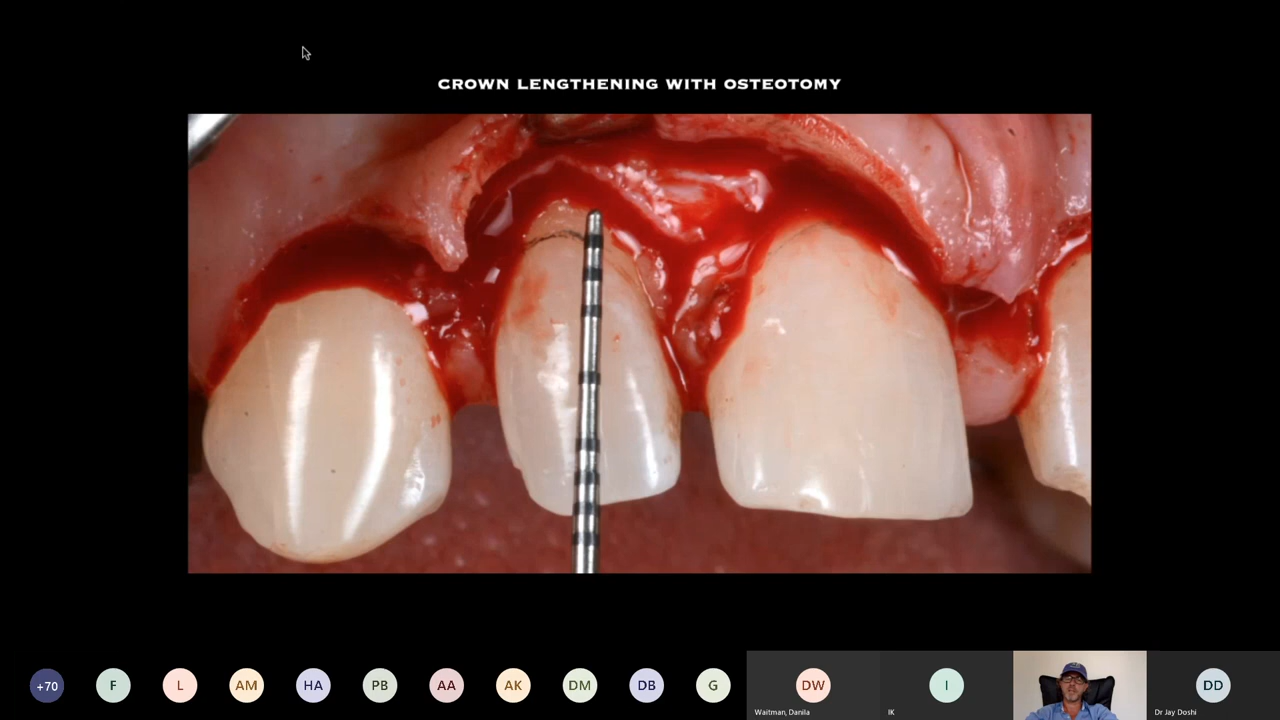 CROWN LENGTHENING WITH OSTEOTOMY
+70
F
L
AM
HA
PB
AA
AK
DM
DB
G
DW
I
DD
Waitman, Danila
IK
Dr Jay Doshi